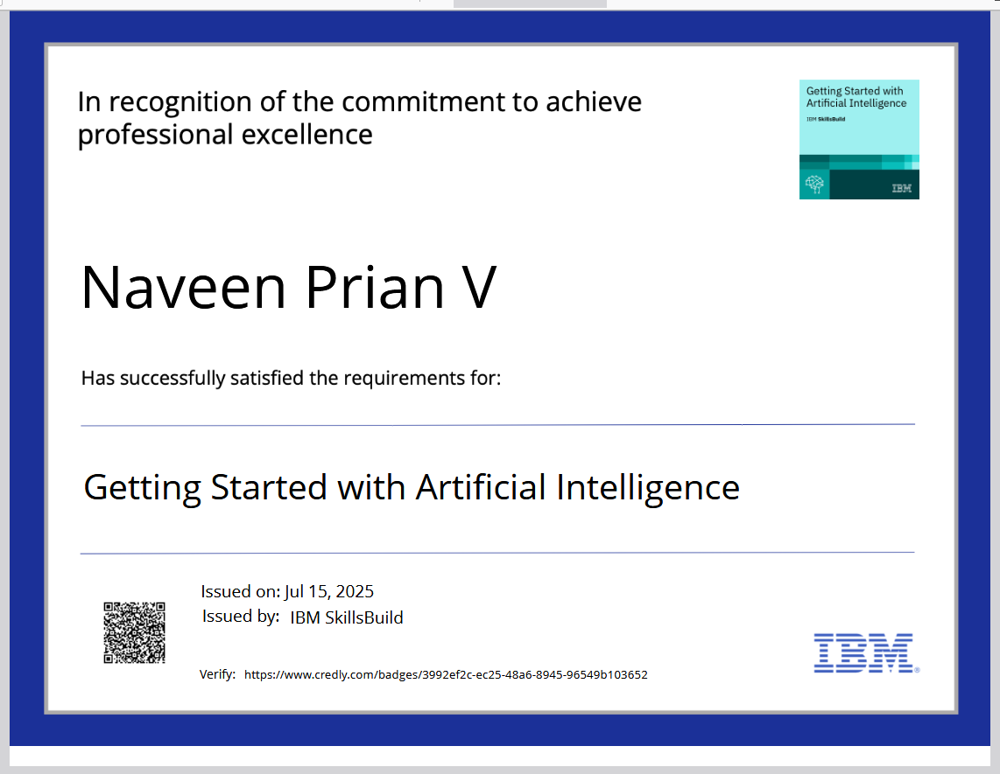 In recognition of the commitment to achieve
professional excellence
Getting Started with
Artificial Intelligence
IBM SkillsBuild
IBM
Naveen Prian V
Has successfully satisfied the requirements for:
Getting Started with Artificial Intelligence
Issued on: Jul 15, 2025
Issued by: IBM SkillsBuild
IBM®
Verify: https://www.credly.com/badges/3992ef2c-ec25-48a6-8945-96549b103652